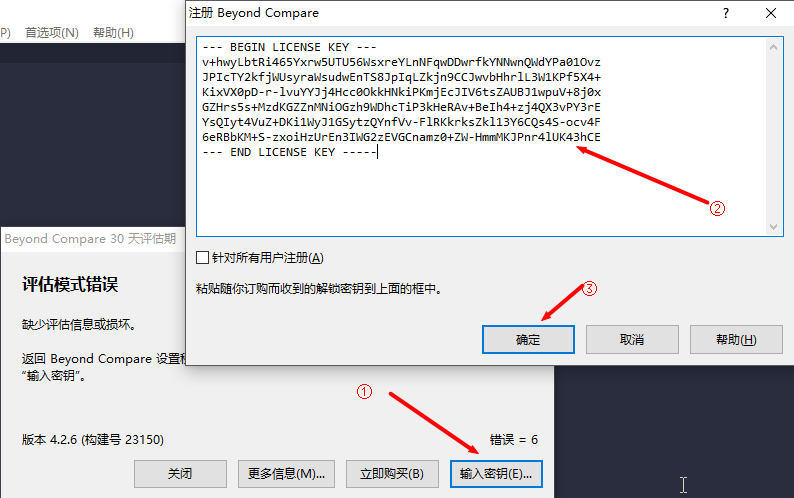 P) 首选项(N) 帮助(H)
注册 Beyond Compare
--- BEGIN LICENSE KEY ---
v+hwyLbtRi465Yxrw5UTU56WsxreYLnNFqwDDwrfkYNNwnQWdYPa01Ovz
JPIcTY2kfjWUsyraWsudwEnTS8JpIqLZkjn9CCJwvbHhrlL3W1KPf5X4+
KixVX0pD-r-lvuYYJj4Hcc0OkkHNkiPKmjEcJIV6tsZAUBJ1wpuV+8j0x
GZHrs5s+MzdKGZZnMNiOGzh9WDhcTiP3kHeRAv+BeIh4+zj4QX3vPY3rE
YsQIyt4VuZ+DKi1WyJ1GSytzQYnfVv-FlRKkrksZkl13Y6CQs4S-ocv4F
6eRBbKM+S-zxoiHzUrEn3IWG2zEVGCnamz0+ZW-HmmMKJPnr4lUK43hCE
--- END LICENSE KEY -----
②
针对所有用户注册(A)
粘贴随你订购而收到的解锁密钥到上面的框中。
③
确定 取消 帮助(H)
Beyond Compare 30 天评估期
评估模式错误
缺少评估信息或损坏。
返回 Beyond Compare 设置
“输入密钥”。
①
版本 4.2.6 (构建号 23150) 错误 = 6
关闭 更多信息(M)... 立即购买(B) 输入密钥(E)...